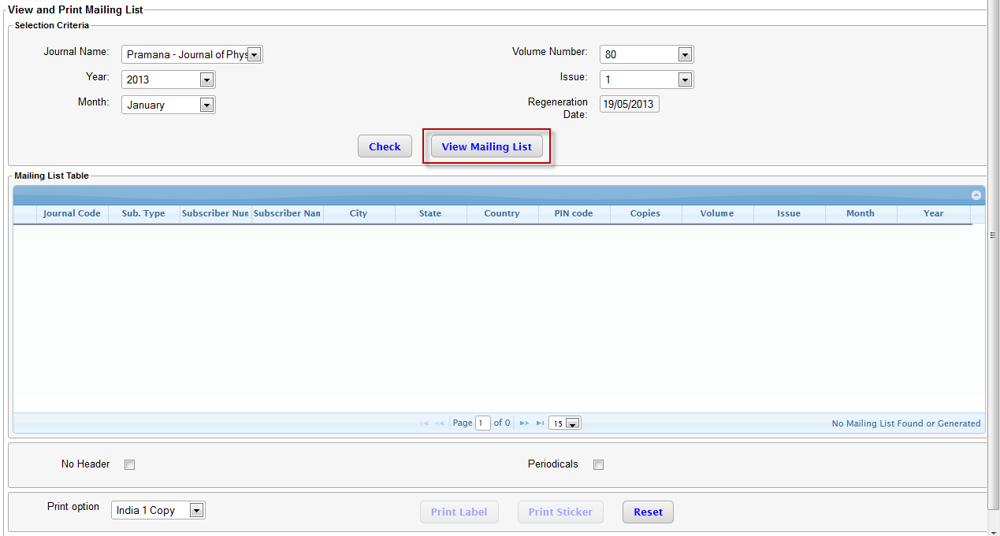 View and Print Mailing List
Selection Criteria
Journal Name: Pramana - Journal of Phys Volume Number: 80
Year: 2013 Issue: 1
Month: January Regeneration Date: 19/05/2013
Check View Mailing List
Mailing List Table
Journal Code Sub. Type Subscriber Nun Subscriber Nan City State Country PIN code Copies Volume Issue Month Year
Page 1 of 0 15 No Mailing List Found or Generated
No Header Periodicals
Print option India 1 Copy Print Label Print Sticker Reset